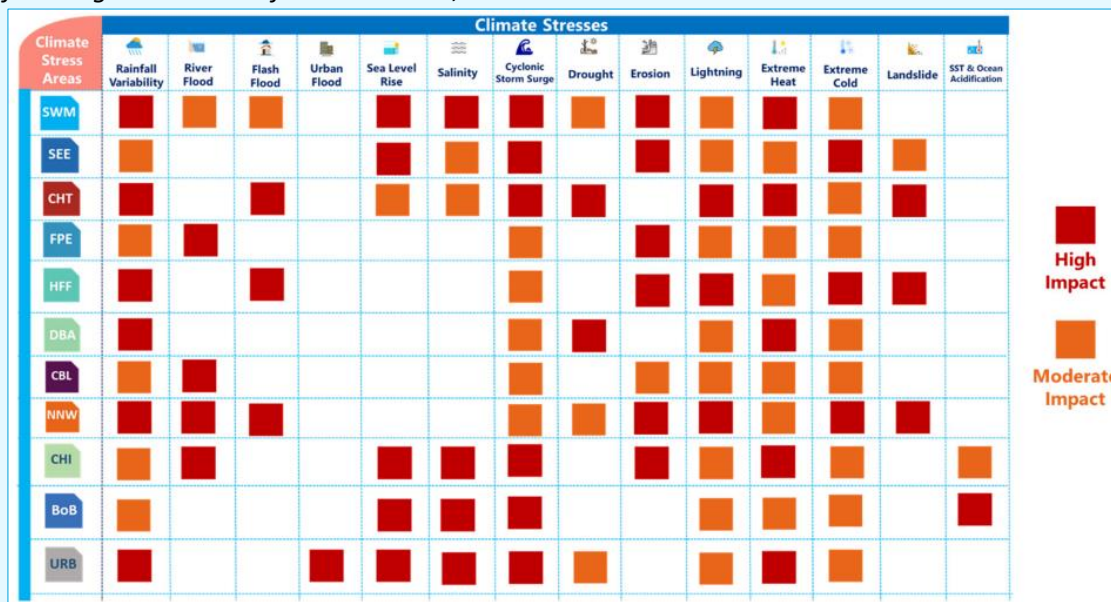 Climate Stresses
Climate
Stress
Areas
Rainfall
Variability
River
Flood
Flash
Flood
Urban
Flood
Sea Level
Rise
Salinity
Cyclonic
Storm Surge
Drought
Erosion
Lightning
Extreme
Heat
Extreme
Cold
Landslide
SST & Ocean
Acidification
SWM
SEE
CHT
FPE
HFF
DBA
CBL
NNW
CHI
BoB
URB
High
Impact
Moderate
Impact